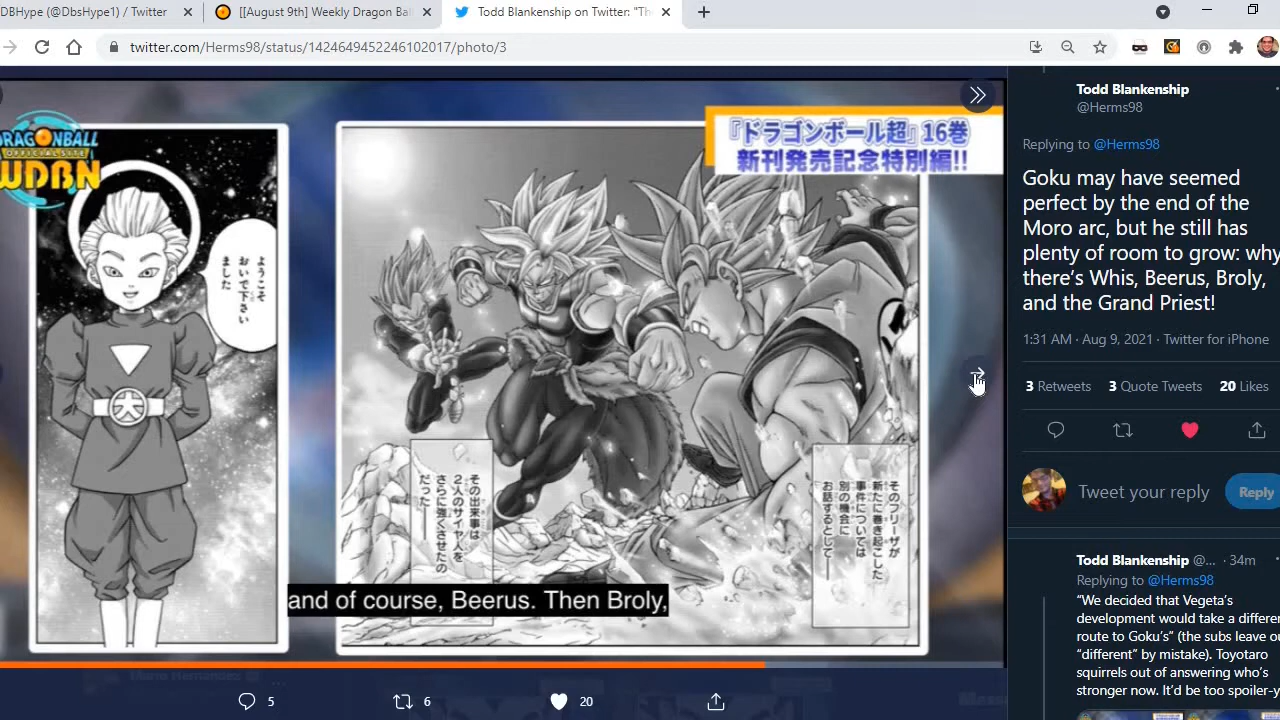 DBHype (@DbsHype1) / Twitter
[[August 9th] Weekly Dragon Bal
Todd Blankenship on Twitter: "Th
twitter.com/Herms98/status/1424649452246102017/photo/3
DRAGONBALL
OFFICIAL SITE
WDBN
『ドラゴンボール超』16巻
新刊発売記念特別編!!
ようこそ
おいで下さい
ました
大
そのフリーザが
新たに巻き起こした
事件については
別の機会に
お話するとして──
その出来事は
2人のサイヤ人を
さらに強くさせたの
だった──
and of course, Beerus. Then Broly,
5
6
20
Todd Blankenship
@Herms98
Replying to @Herms98
Goku may have seemed
perfect by the end of the
Moro arc, but he still has
plenty of room to grow: why
there's Whis, Beerus, Broly,
and the Grand Priest!
1:31 AM · Aug 9, 2021 · Twitter for iPhone
3 Retweets 3 Quote Tweets 20 Likes
Tweet your reply
Reply
Todd Blankenship @... · 34m
Replying to @Herms98
"We decided that Vegeta's
development would take a differen
route to Goku's" (the subs leave o
"different" by mistake). Toyotaro
squirrels out of answering who's
stronger now. It'd be too spoiler-y